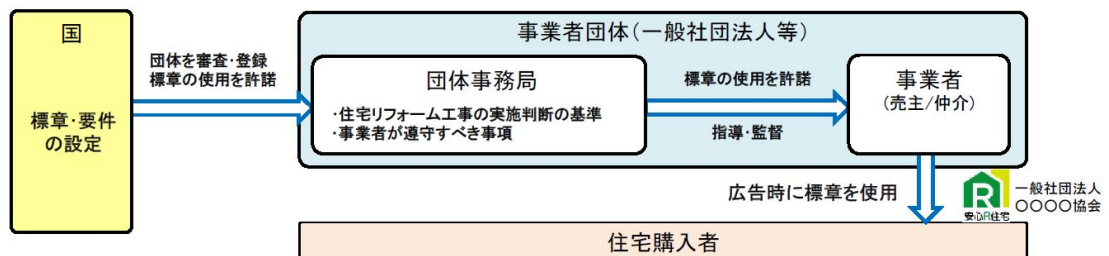 国
標章・要件
の設定
団体を審査・登録
標章の使用を許諾
事業者団体（一般社団法人等）
団体事務局
・住宅リフォーム工事の実施判断の基準
・事業者が遵守すべき事項
標章の使用を許諾
指導・監督
事業者
（売主/仲介）
広告時に標章を使用
R
安心R住宅
一般社団法人
〇〇〇〇協会
住宅購入者